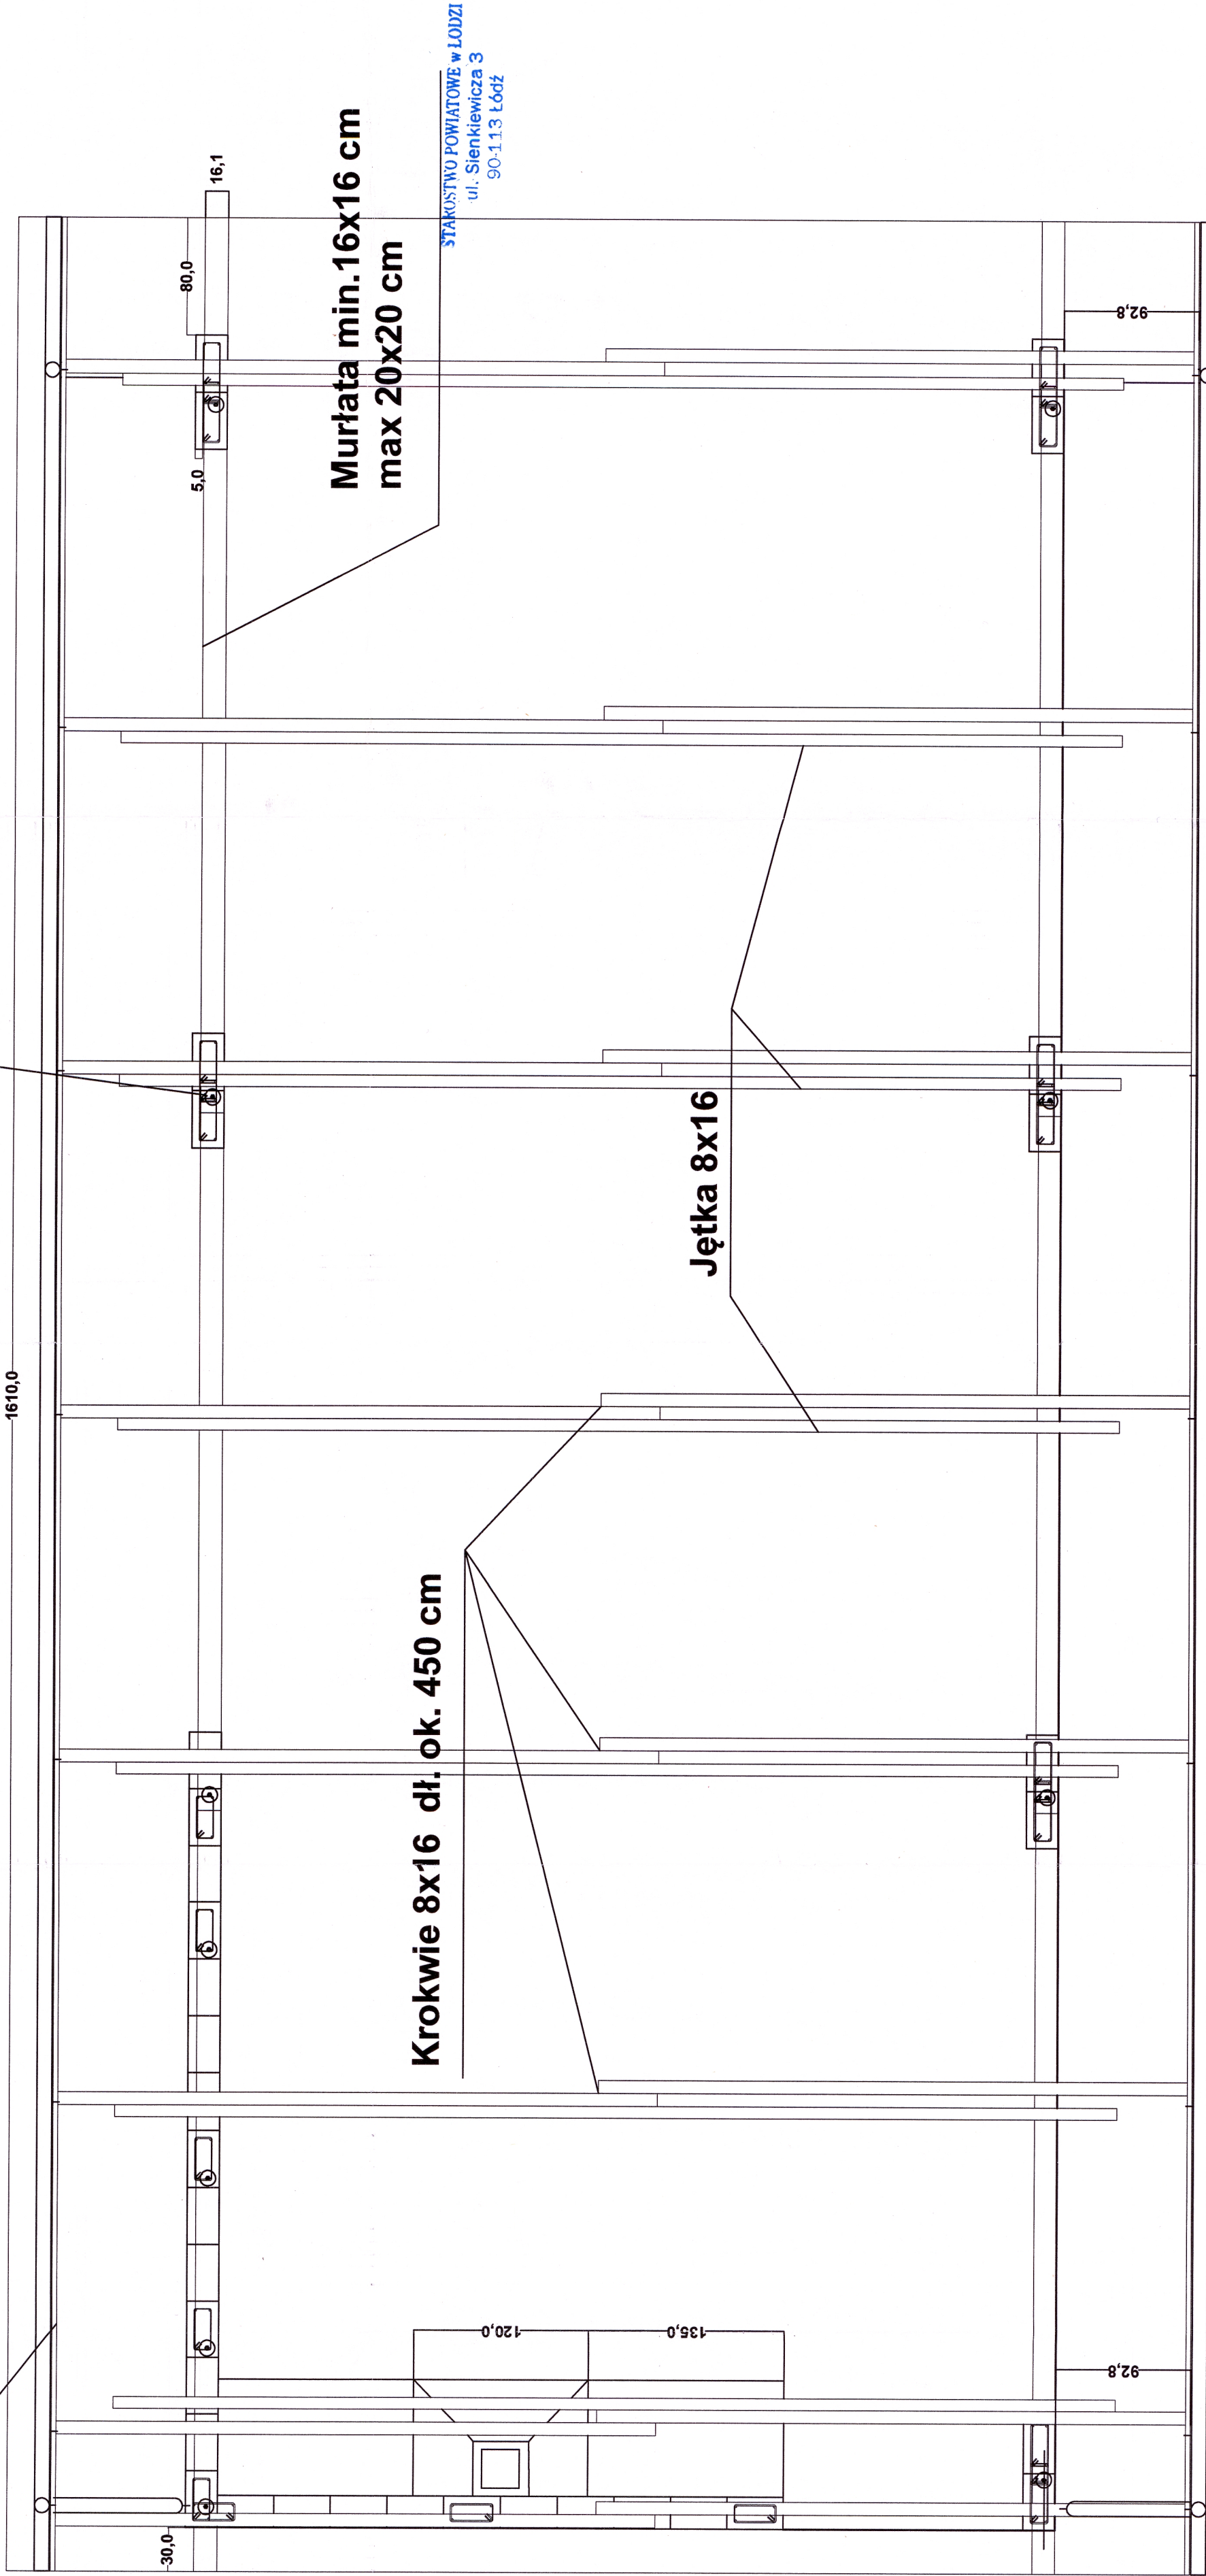 1610,0
16,1
80,0
5,0
Murłata min.16x16 cm
max 20x20 cm
STAROSTWO POWIATOWE w ŁODZI
ul. Sienkiewicza 3
90-113 Łódź
92,8
Jętka 8x16
Krokwie 8x16 dł. ok. 450 cm
120,0
135,0
92,8
30,0